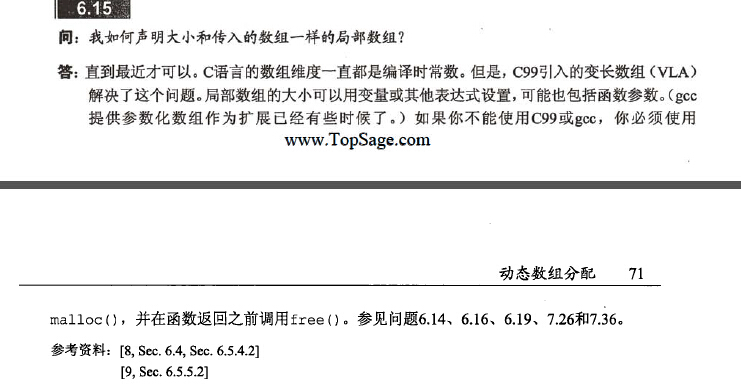 6.15
问：我如何声明大小和传入的数组一样的局部数组？
答：直到最近才可以。C语言的数组维度一直都是编译时常数。但是，C99引入的变长数组（VLA）
解决了这个问题。局部数组的大小可以用变量或其他表达式设置，可能也包括函数参数。（gcc
提供参数化数组作为扩展已经有些时候了。）如果你不能使用C99或gcc，你必须使用
www.TopSage.com
动态数组分配 71
malloc()，并在函数返回之前调用free()。参见问题6.14、6.16、6.19、7.26和7.36。
参考资料：[8, Sec. 6.4, Sec. 6.5.4.2]
[9, Sec. 6.5.5.2]